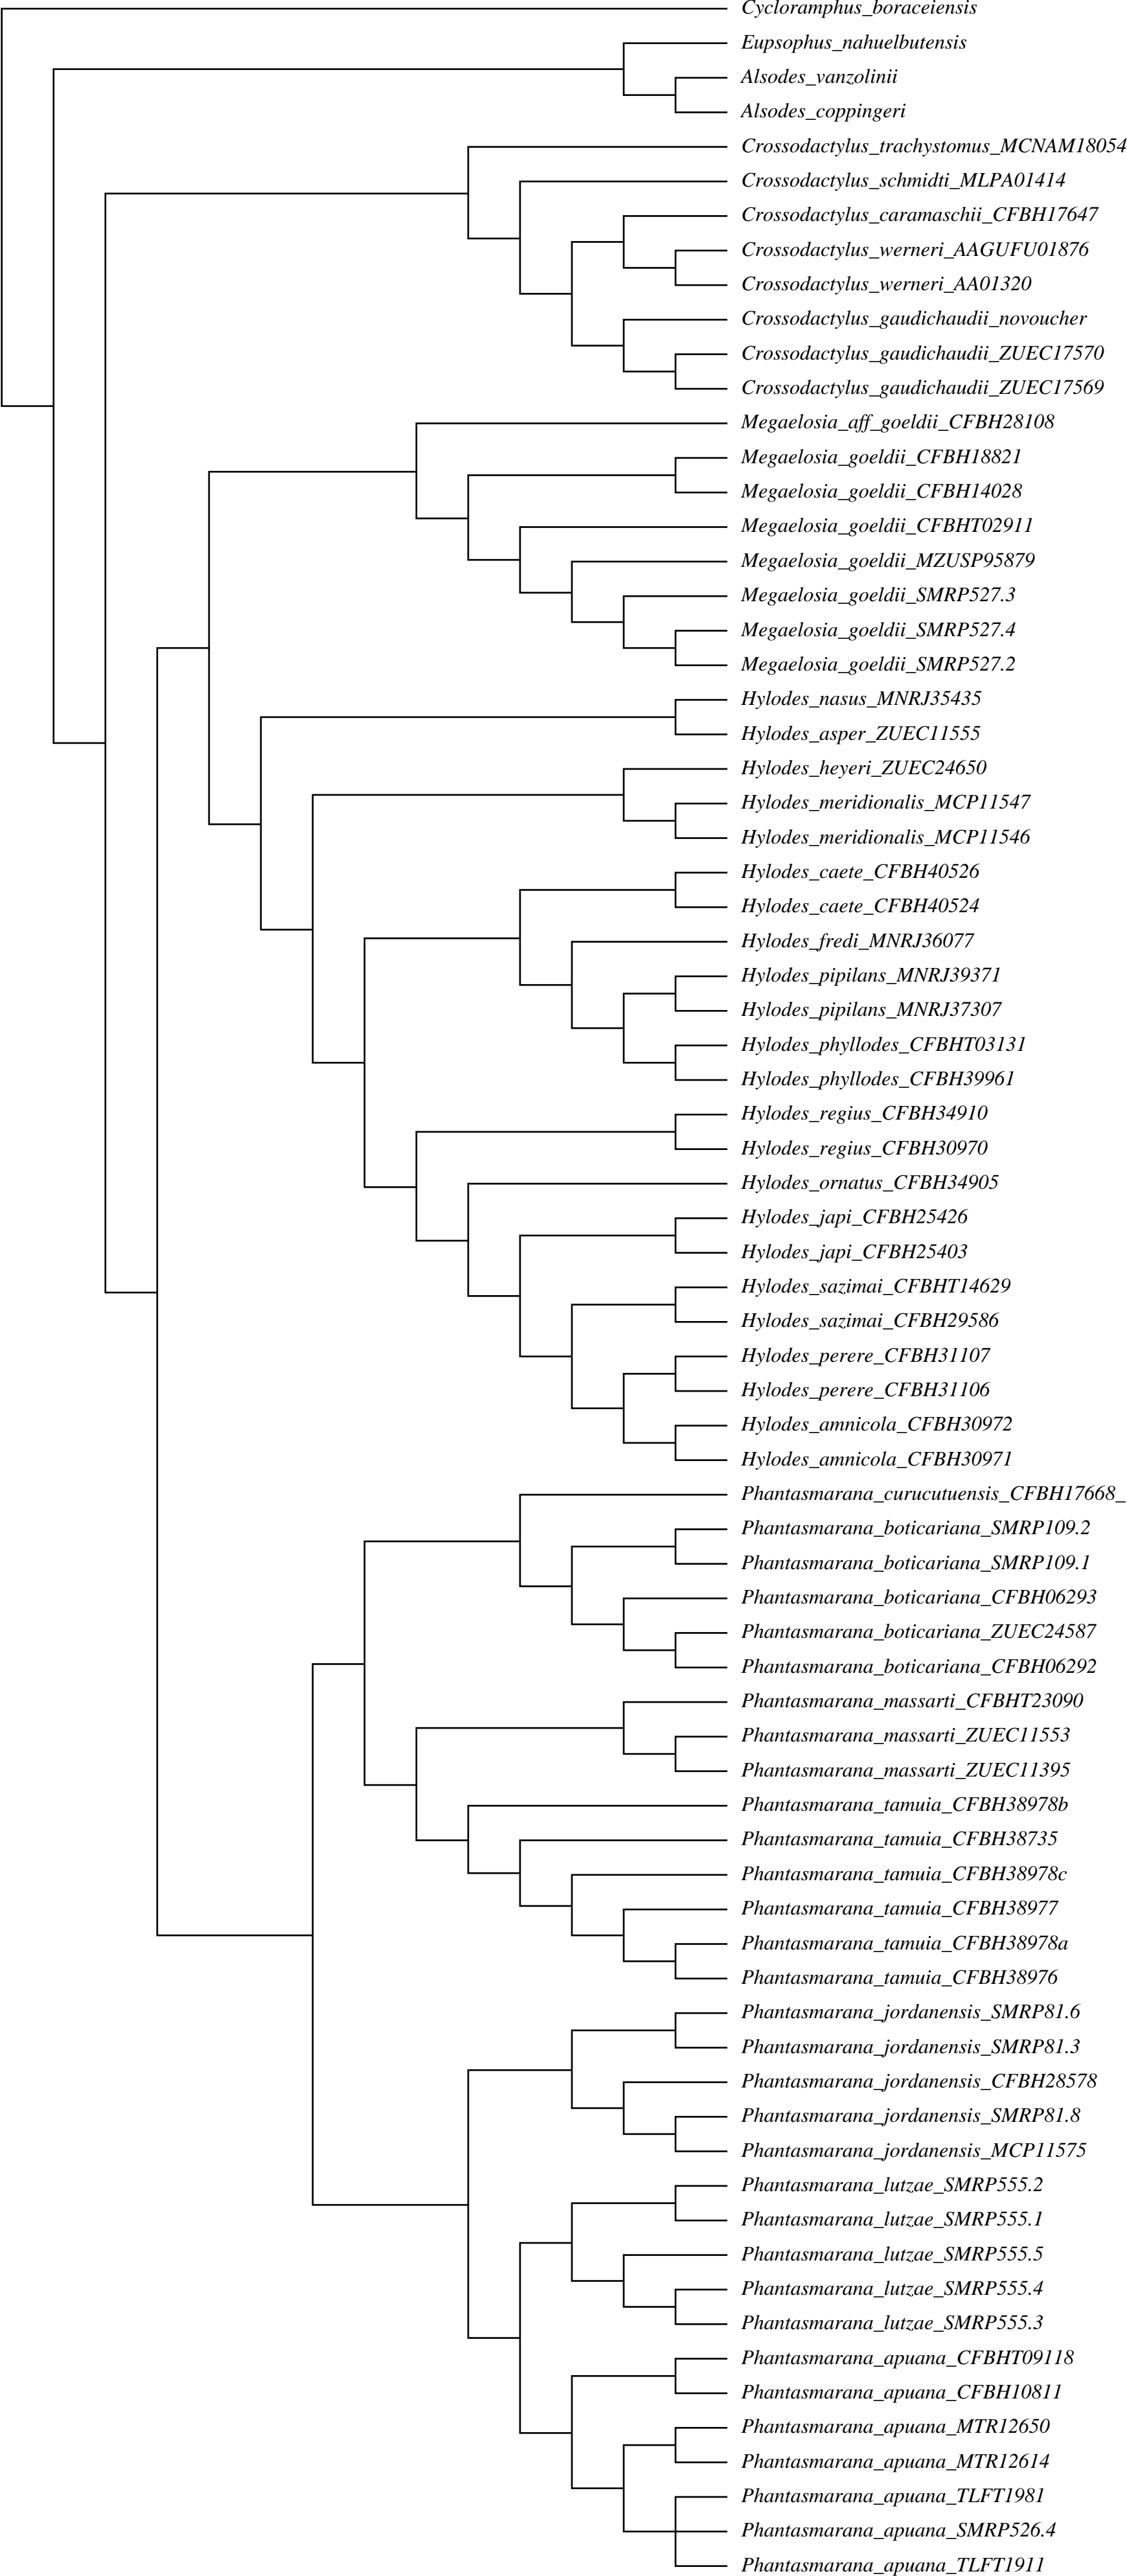 Cycloramphus_boraceiensis
Eupsophus_nahuelbutensis
Alsodes_vanzolinii
Alsodes_coppingeri
Crossodactylus_trachystomus_MCNAM18054
Crossodactylus_schmidti_MLPA01414
Crossodactylus_caramaschii_CFBH17647
Crossodactylus_werneri_AAGUFU01876
Crossodactylus_werneri_AA01320
Crossodactylus_gaudichaudii_novoucher
Crossodactylus_gaudichaudii_ZUEC17570
Crossodactylus_gaudichaudii_ZUEC17569
Megaelosia_aff_goeldii_CFBH28108
Megaelosia_goeldii_CFBH18821
Megaelosia_goeldii_CFBH14028
Megaelosia_goeldii_CFBHT02911
Megaelosia_goeldii_MZUSP95879
Megaelosia_goeldii_SMRP527.3
Megaelosia_goeldii_SMRP527.4
Megaelosia_goeldii_SMRP527.2
Hylodes_nasus_MNRJ35435
Hylodes_asper_ZUEC11555
Hylodes_heyeri_ZUEC24650
Hylodes_meridionalis_MCP11547
Hylodes_meridionalis_MCP11546
Hylodes_caete_CFBH40526
Hylodes_caete_CFBH40524
Hylodes_fredi_MNRJ36077
Hylodes_pipilans_MNRJ39371
Hylodes_pipilans_MNRJ37307
Hylodes_phyllodes_CFBHT03131
Hylodes_phyllodes_CFBH39961
Hylodes_regius_CFBH34910
Hylodes_regius_CFBH30970
Hylodes_ornatus_CFBH34905
Hylodes_japi_CFBH25426
Hylodes_japi_CFBH25403
Hylodes_sazimai_CFBHT14629
Hylodes_sazimai_CFBH29586
Hylodes_perere_CFBH31107
Hylodes_perere_CFBH31106
Hylodes_amnicola_CFBH30972
Hylodes_amnicola_CFBH30971
Phantasmarana_curucutuensis_CFBH17668_
Phantasmarana_boticariana_SMRP109.2
Phantasmarana_boticariana_SMRP109.1
Phantasmarana_boticariana_CFBH06293
Phantasmarana_boticariana_ZUEC24587
Phantasmarana_boticariana_CFBH06292
Phantasmarana_massarti_CFBHT23090
Phantasmarana_massarti_ZUEC11553
Phantasmarana_massarti_ZUEC11395
Phantasmarana_tamuia_CFBH38978b
Phantasmarana_tamuia_CFBH38735
Phantasmarana_tamuia_CFBH38978c
Phantasmarana_tamuia_CFBH38977
Phantasmarana_tamuia_CFBH38978a
Phantasmarana_tamuia_CFBH38976
Phantasmarana_jordanensis_SMRP81.6
Phantasmarana_jordanensis_SMRP81.3
Phantasmarana_jordanensis_CFBH28578
Phantasmarana_jordanensis_SMRP81.8
Phantasmarana_jordanensis_MCP11575
Phantasmarana_lutzae_SMRP555.2
Phantasmarana_lutzae_SMRP555.1
Phantasmarana_lutzae_SMRP555.5
Phantasmarana_lutzae_SMRP555.4
Phantasmarana_lutzae_SMRP555.3
Phantasmarana_apuana_CFBHT09118
Phantasmarana_apuana_CFBH10811
Phantasmarana_apuana_MTR12650
Phantasmarana_apuana_MTR12614
Phantasmarana_apuana_TLFT1981
Phantasmarana_apuana_SMRP526.4
Phantasmarana_apuana_TLFT1911